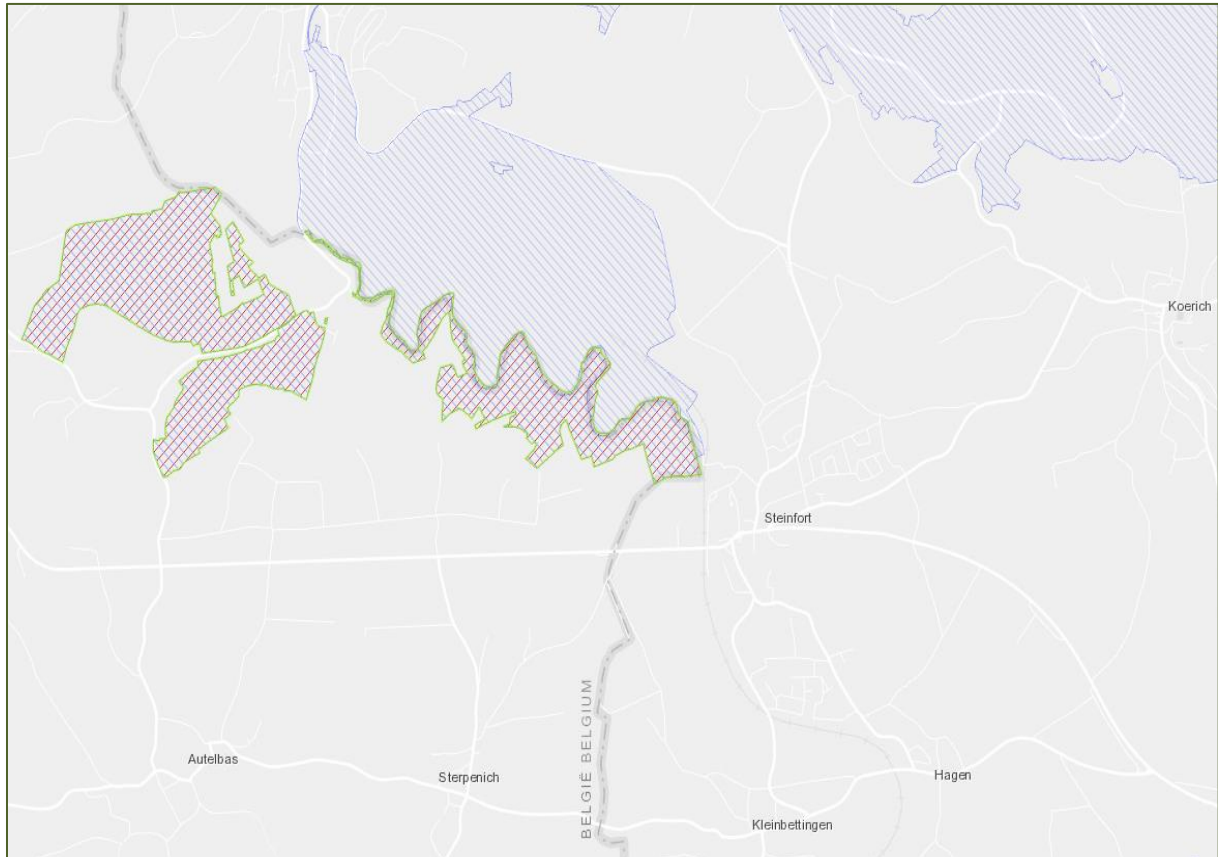 Koerich
Steinfort
BELGIË BELGIUM
Autelbas
Sterpenich
Hagen
Kleinbettingen